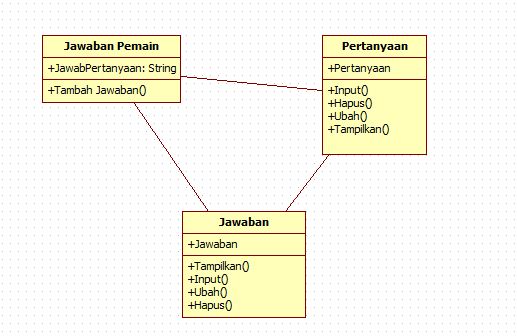 Jawaban Pemain
+JawabPertanyaan: String
+Tambah Jawaban()
Pertanyaan
+Pertanyaan
+Input()
+Hapus()
+Ubah()
+Tampilkan()
Jawaban
+Jawaban
+Tampilkan()
+Input()
+Ubah()
+Hapus()